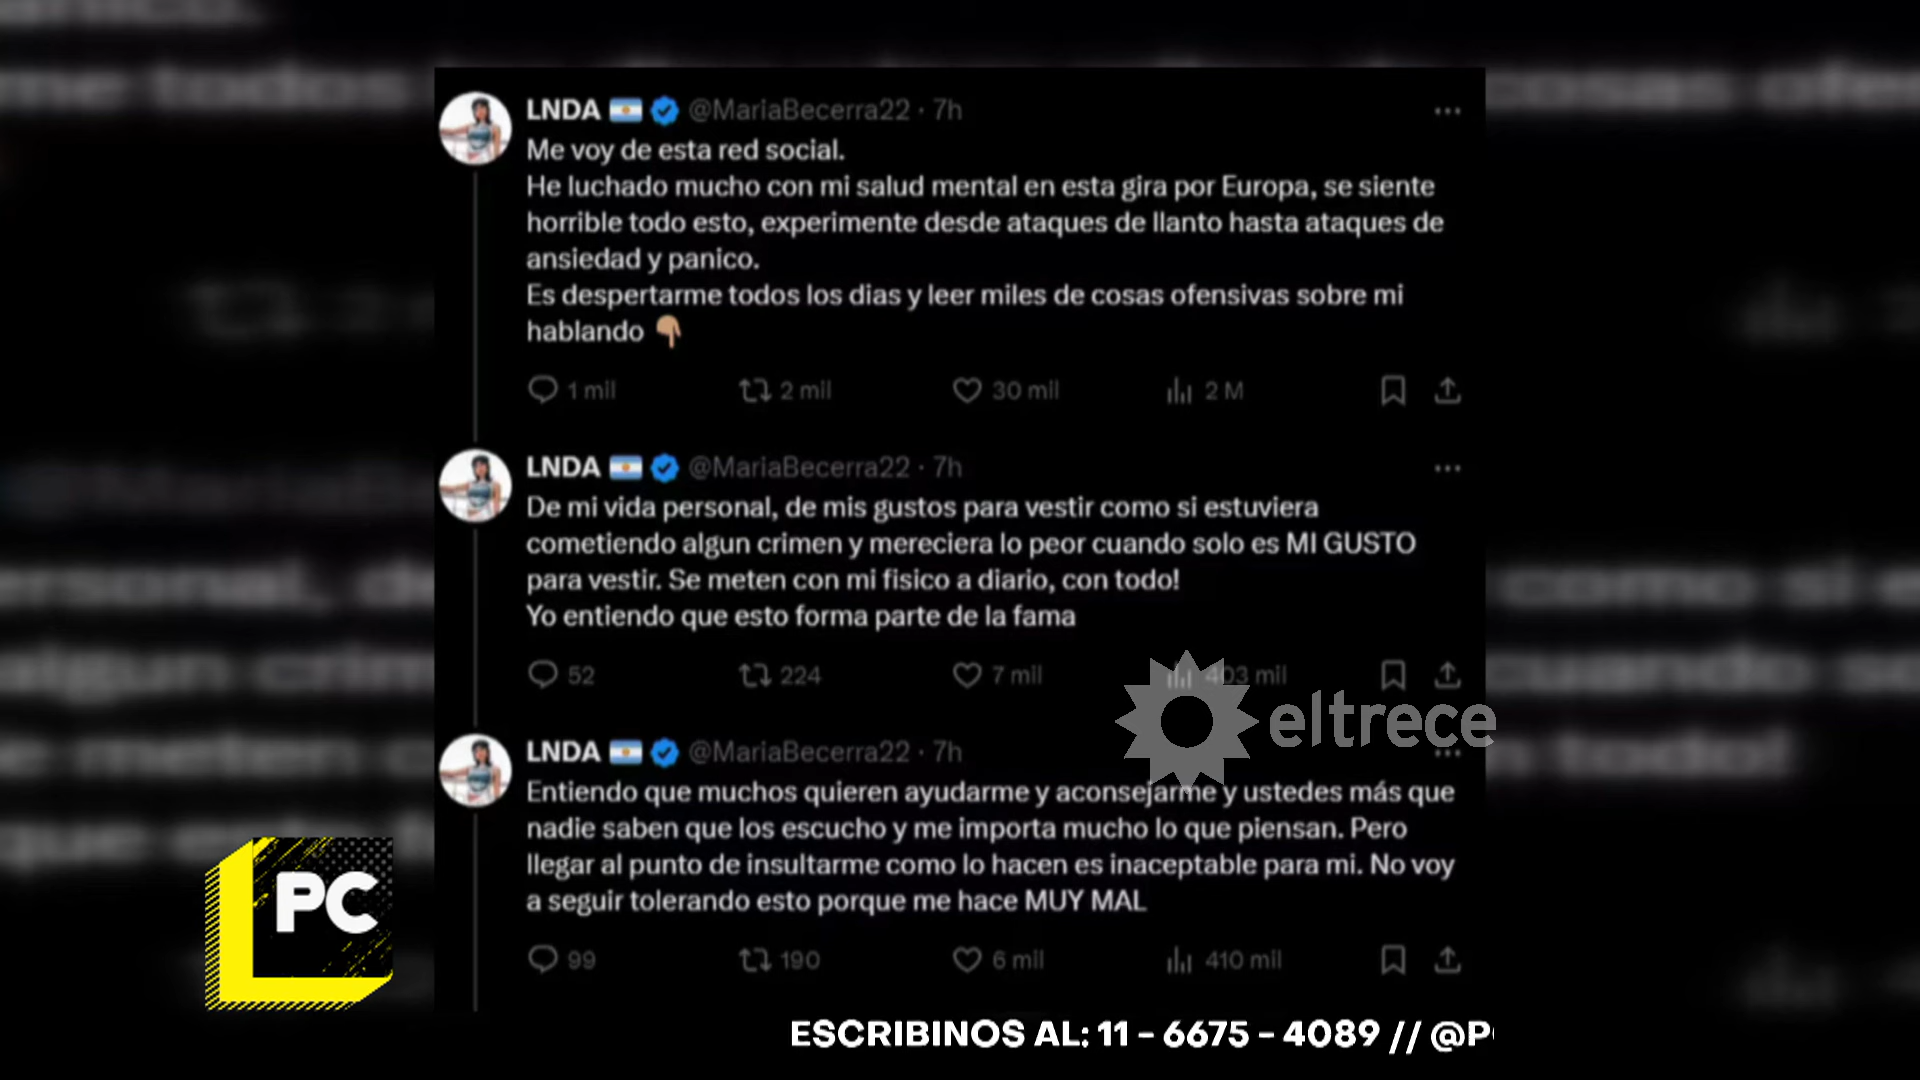 LNDA @MariaBecerra22 · 7h
Me voy de esta red social.
He luchado mucho con mi salud mental en esta gira por Europa, se siente
horrible todo esto, experimente desde ataques de llanto hasta ataques de
ansiedad y panico.
Es despertarme todos los dias y leer miles de cosas ofensivas sobre mi
hablando
1 mil 2 mil 30 mil 2 M
LNDA @MariaBecerra22 · 7h
De mi vida personal, de mis gustos para vestir como si estuviera
cometiendo algun crimen y mereciera lo peor cuando solo es MI GUSTO
para vestir. Se meten con mi fisico a diario, con todo!
Yo entiendo que esto forma parte de la fama
52 224 7 mil 403 mil
eltrece
LNDA @MariaBecerra22 · 7h
Entiendo que muchos quieren ayudarme y aconsejarme y ustedes más que
nadie saben que los escucho y me importa mucho lo que piensan. Pero
llegar al punto de insultarme como lo hacen es inaceptable para mi. No voy
a seguir tolerando esto porque me hace MUY MAL
99 190 6 mil 410 mil
PC
ESCRIBINOS AL: 11 - 6675 - 4089 // @P